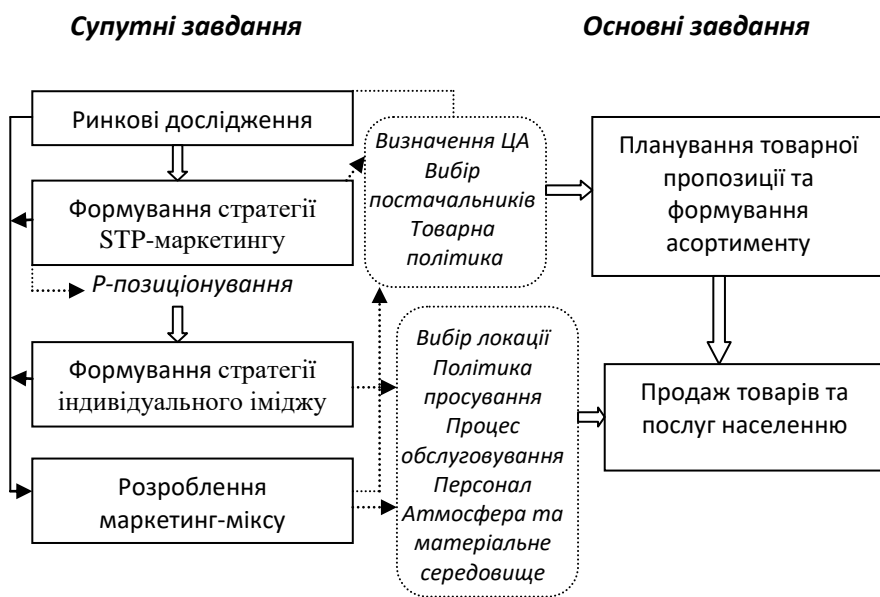 Супутні завдання
Основні завдання
Ринкові дослідження
Формування стратегії
STP-маркетингу
Р-позиціонування
Формування стратегії
індивідуального іміджу
Розроблення
маркетинг-міксу
Визначення ЦА
Вибір
постачальників
Товарна
політика
Вибір локації
Політика
просування
Процес
обслуговування
Персонал
Атмосфера та
матеріальне
середовище
Планування товарної
пропозиції та
формування
асортименту
Продаж товарів та
послуг населенню